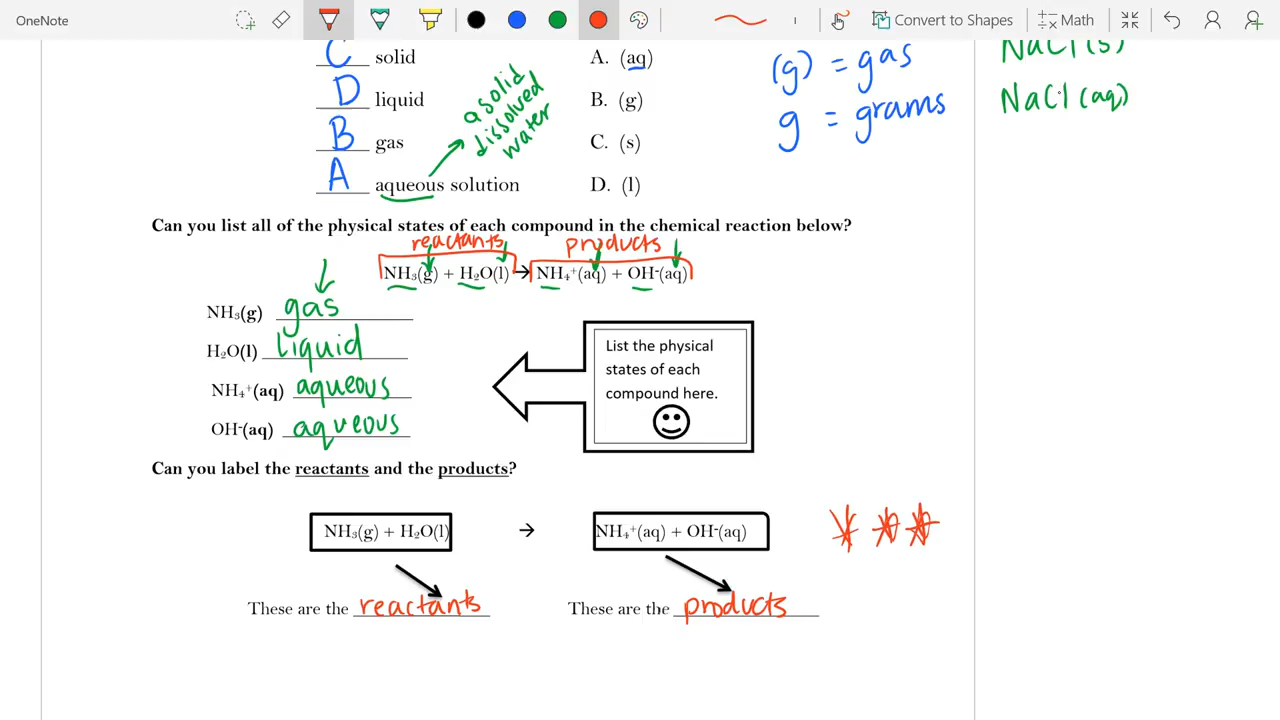 OneNote
Convert to Shapes
Math
C solid
A. (aq)
(g) = gas
NaCl(s)
D liquid
a solid
dissolved
water
B. (g)
g = grams
NaCl(aq)
B gas
C. (s)
A aqueous solution
D. (l)
Can you list all of the physical states of each compound in the chemical reaction below?
reactants products
NH₃(g) + H₂O(l) → NH₄⁺(aq) + OH⁻(aq)
NH₃(g) gas
H₂O(l) liquid
NH₄⁺(aq) aqueous
OH⁻(aq) aqueous
List the physical
states of each
compound here.
Can you label the reactants and the products?
NH₃(g) + H₂O(l) → NH₄⁺(aq) + OH⁻(aq)
These are the reactants
These are the products